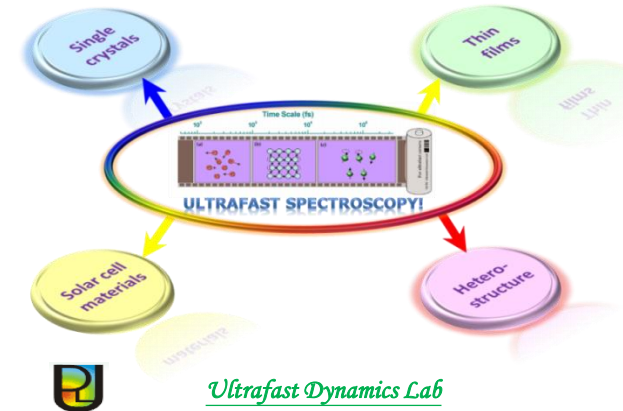 Single
crystals
Thin
films
Time Scale (fs)
(a)
(b)
(c)
ULTRAFAST SPECTROSCOPY!
Solar cell
materials
Hetero-
structure
Ultrafast Dynamics Lab